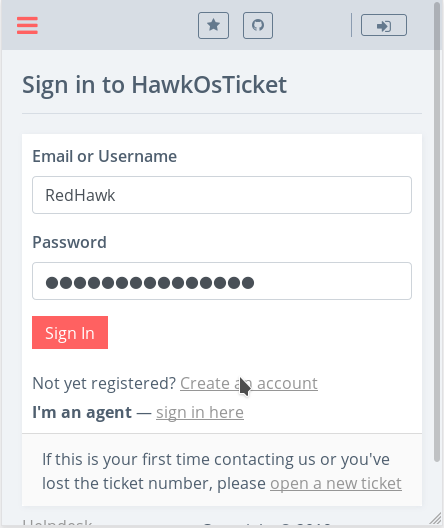 Sign in to HawkOsTicket
Email or Username
RedHawk
Password
●●●●●●●●●●●●●●●
Sign In
Not yet registered? Create an account
I'm an agent — sign in here
If this is your first time contacting us or you've
lost the ticket number, please open a new ticket
Helpdesk